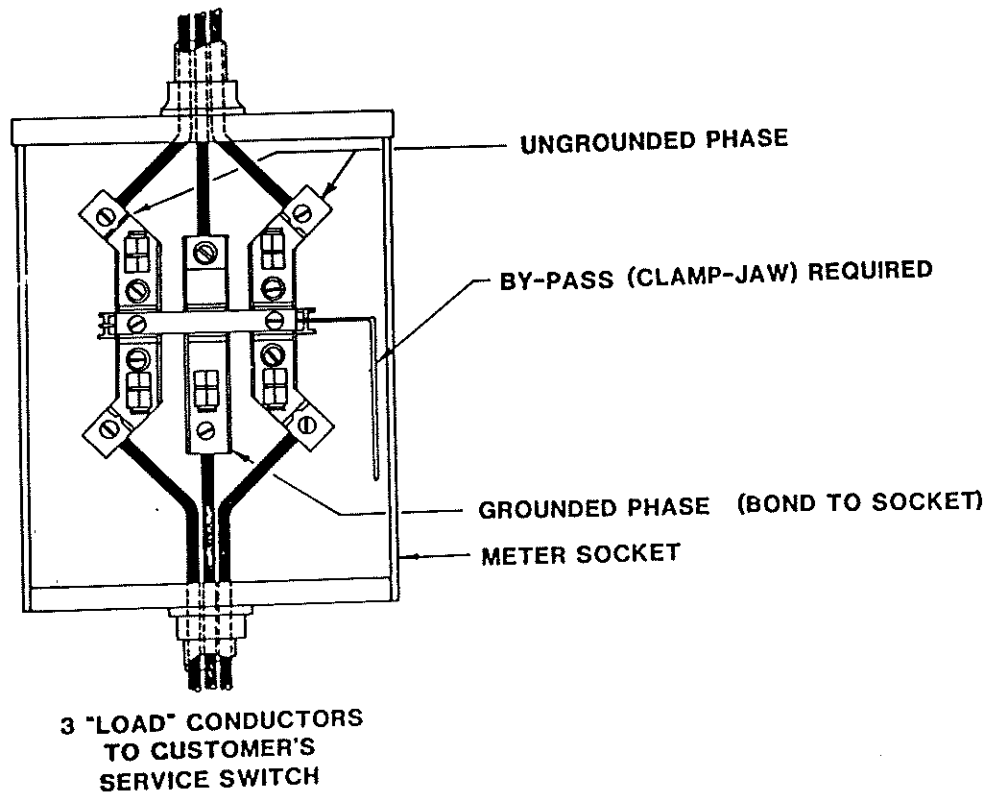 UNGROUNDED PHASE
BY-PASS (CLAMP-JAW) REQUIRED
GROUNDED PHASE (BOND TO SOCKET)
METER SOCKET
3 "LOAD" CONDUCTORS
TO CUSTOMER'S
SERVICE SWITCH